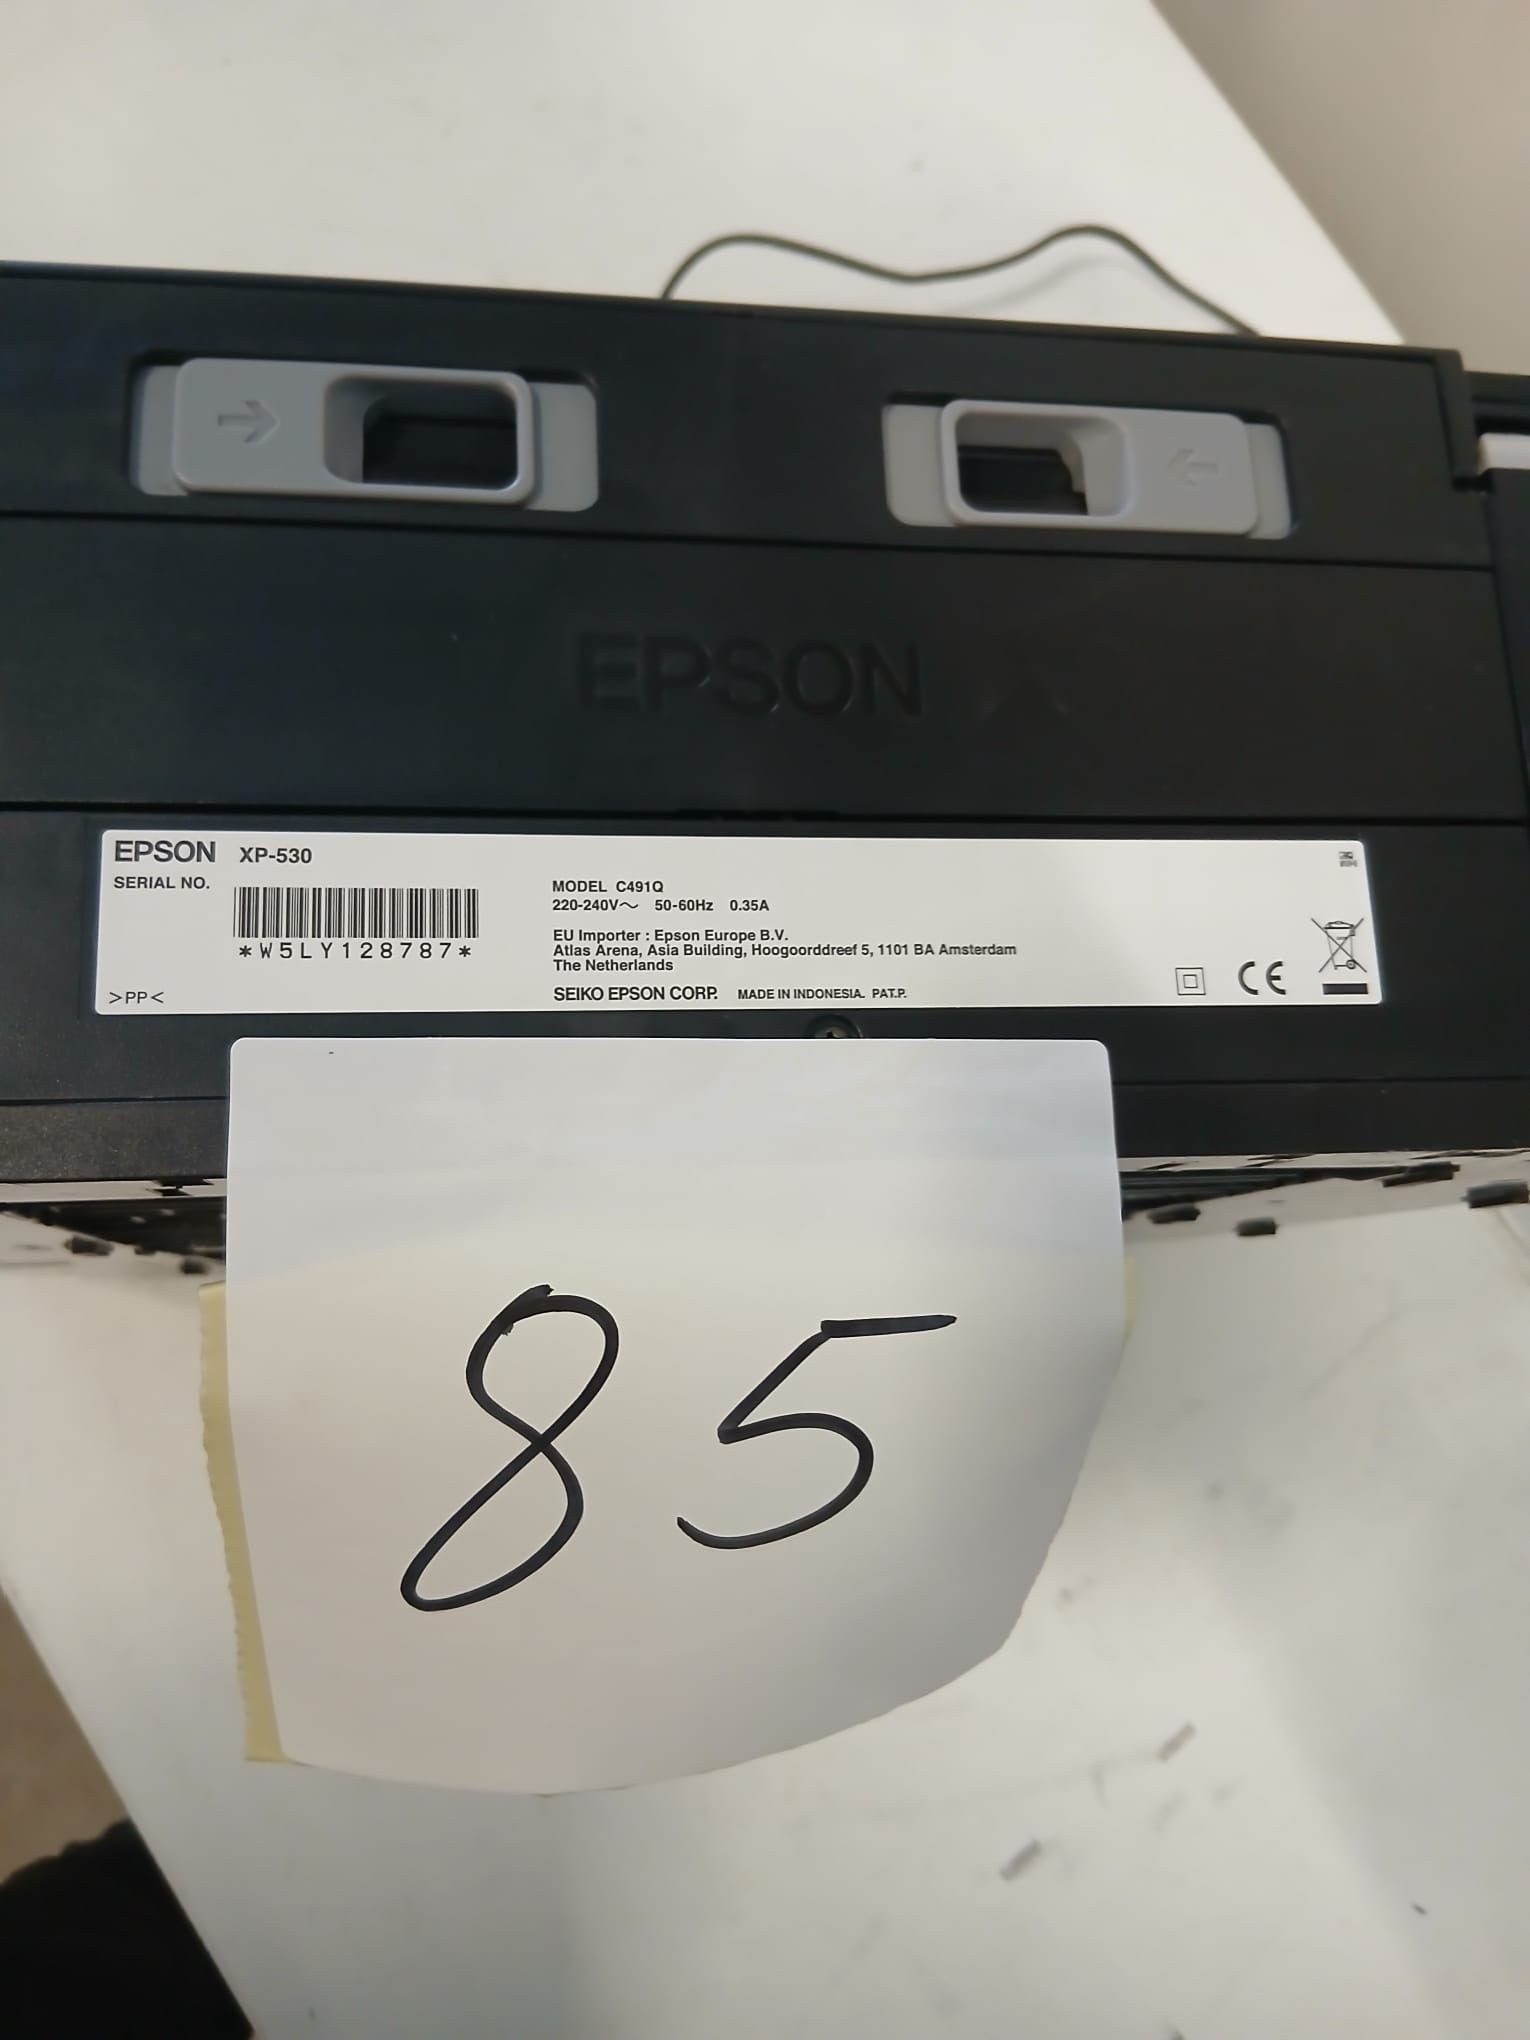 EPSON
EPSON XP-530
SERIAL NO.
*W5LY128787*
>PP<
MODEL C491Q
220-240V～ 50-60Hz 0.35A
EU Importer : Epson Europe B.V.
Atlas Arena, Asia Building, Hoogoorddreef 5, 1101 BA Amsterdam
The Netherlands
SEIKO EPSON CORP. MADE IN INDONESIA. PAT.P.
CE
85